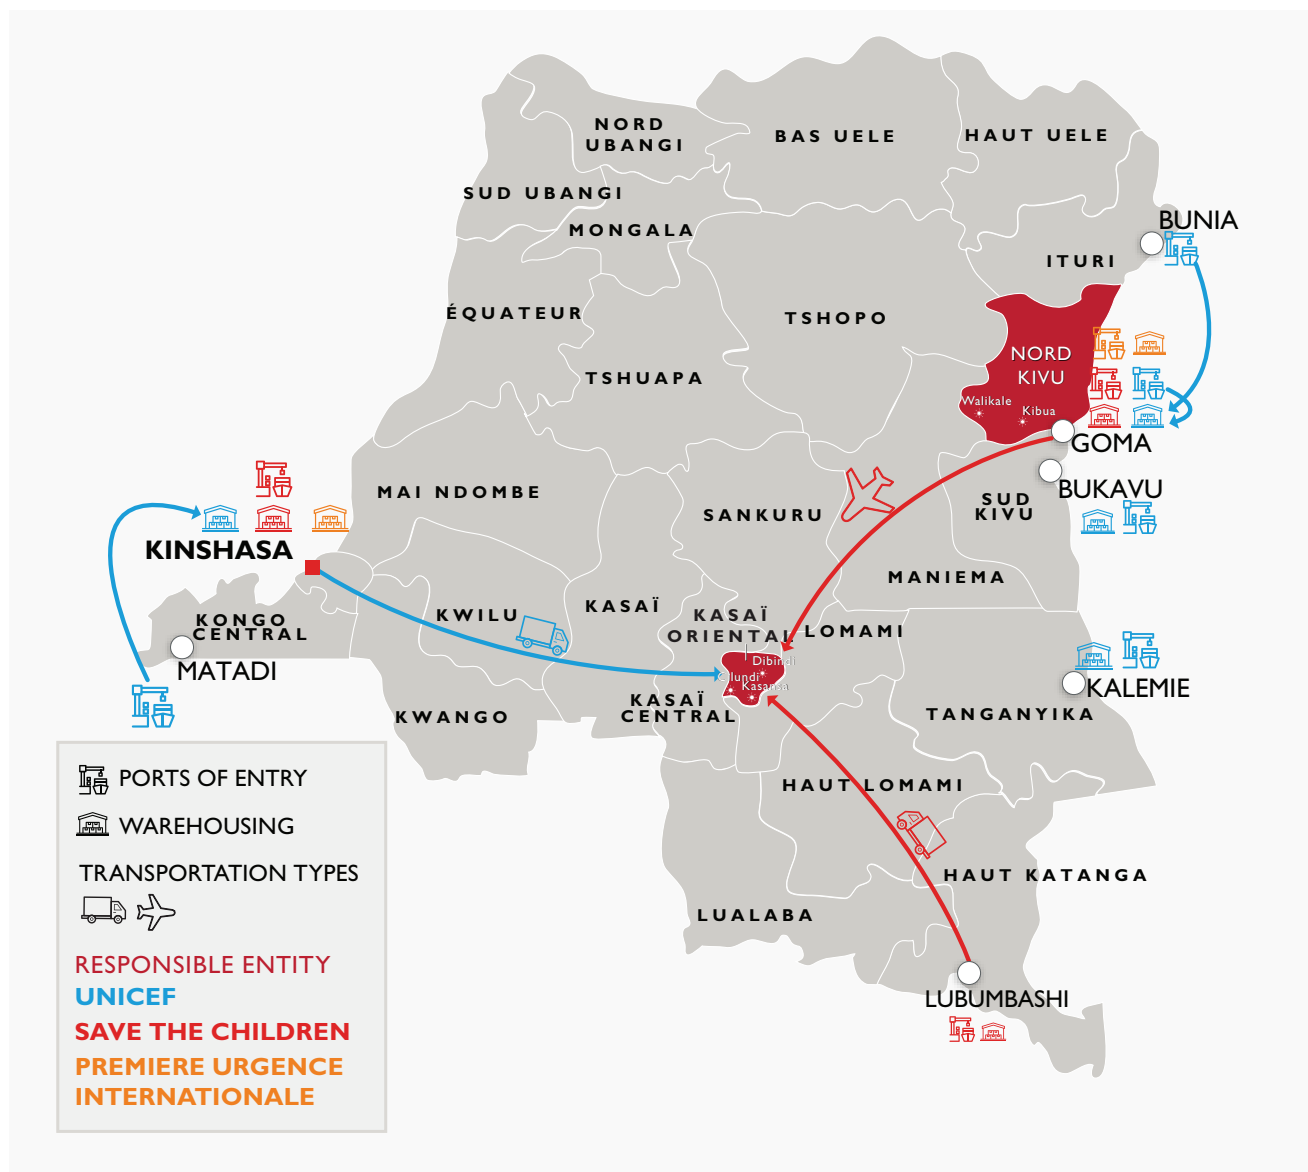 NORD
UBANGI
BAS UELE
HAUT UELE
SUD UBANGI
MONGALA
BUNIA
ITURI
ÉQUATEUR
TSHOPO
NORD
KIVU
TSHUAPA
Walikale
Kibua
GOMA
BUKAVU
MAI NDOMBE
SANKURU
SUD
KIVU
KINSHASA
MANIEMA
KONGO
CENTRAL
KWILU
KASAÏ
KASAÏ
ORIENTAL
LOMAMI
MATADI
Dibindi
Kasansa
KALEMIE
KASAÏ
CENTRAL
KWANGO
TANGANYIKA
HAUT LOMAMI
HAUT KATANGA
LUALABA
LUBUMBASHI
PORTS OF ENTRY
WAREHOUSING
TRANSPORTATION TYPES
RESPONSIBLE ENTITY
UNICEF
SAVE THE CHILDREN
PREMIERE URGENCE
INTERNATIONALE